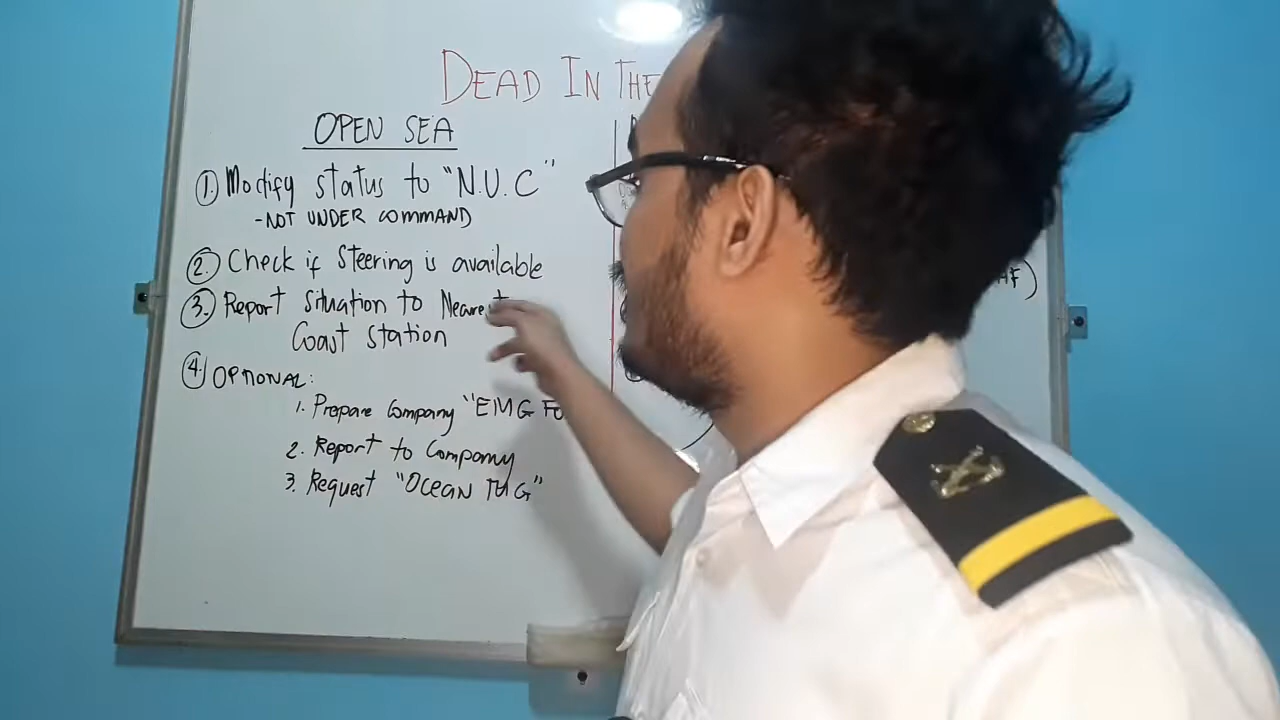 DEAD IN THE
OPEN SEA
1. Modify status to "N.U.C"
-NOT UNDER COMMAND
2. Check if Steering is available
3. Report Situation to
Coast Station
4. OPTIONAL:
1. Prepare Company "EMG
2. Report to Company
3. Request "OCEAN TUG"